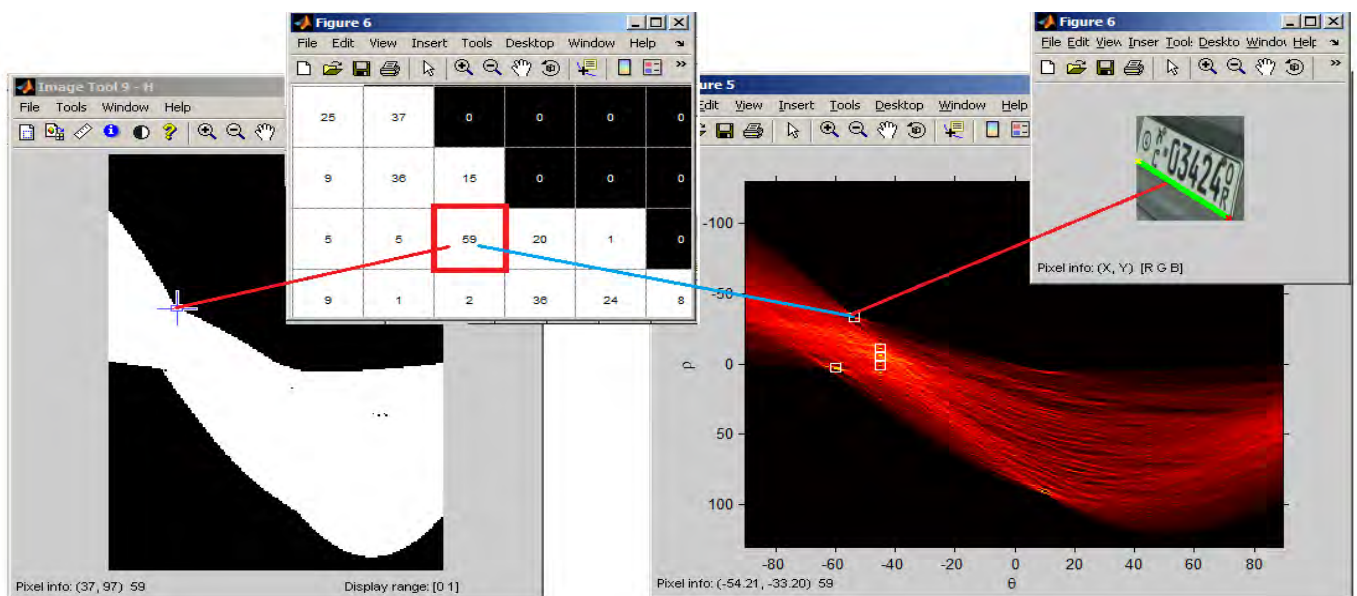 Image Tool 9 - H
File Tools Window Help
Pixel info: (37, 97) 59
Display range: [0 1]
Figure 6
File Edit View Insert Tools Desktop Window Help
25 37 0 0 0 0
9 36 15 0 0 0
5 5 59 20 1 0
9 1 2 36 24 8
ure 5
Edit View Insert Tools Desktop Window Help
-100
-50
0
50
100
ρ
-80 -60 -40 -20 0 20 40 60 80
θ
Pixel info: (-54.21, -33.20) 59
Figure 6
File Edit View Inser Tool: Deskto Windov Help
03424
Pixel info: (X, Y) [R G B]